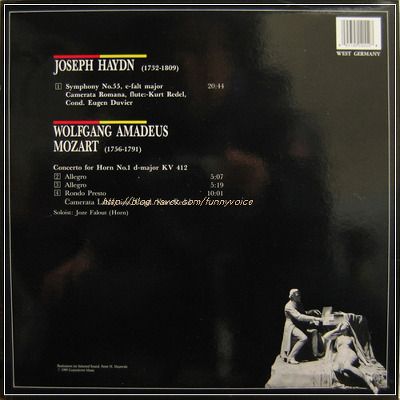 WEST GERMANY
JOSEPH HAYDN (1732-1809)
1 Symphony No.55, e-falt major 20:44
Camerata Romana, flute:-Kurt Redel,
Cond. Eugen Duvier
WOLFGANG AMADEUS
MOZART (1756-1791)
Concerto for Horn No.1 d-major KV 412
2 Allegro 5:07
3 Allegro 5:19
4 Rondo Presto 10:01
http://blog.naver.com/funnyvoice
Camerata
Soloist: Joze Falout (Horn)